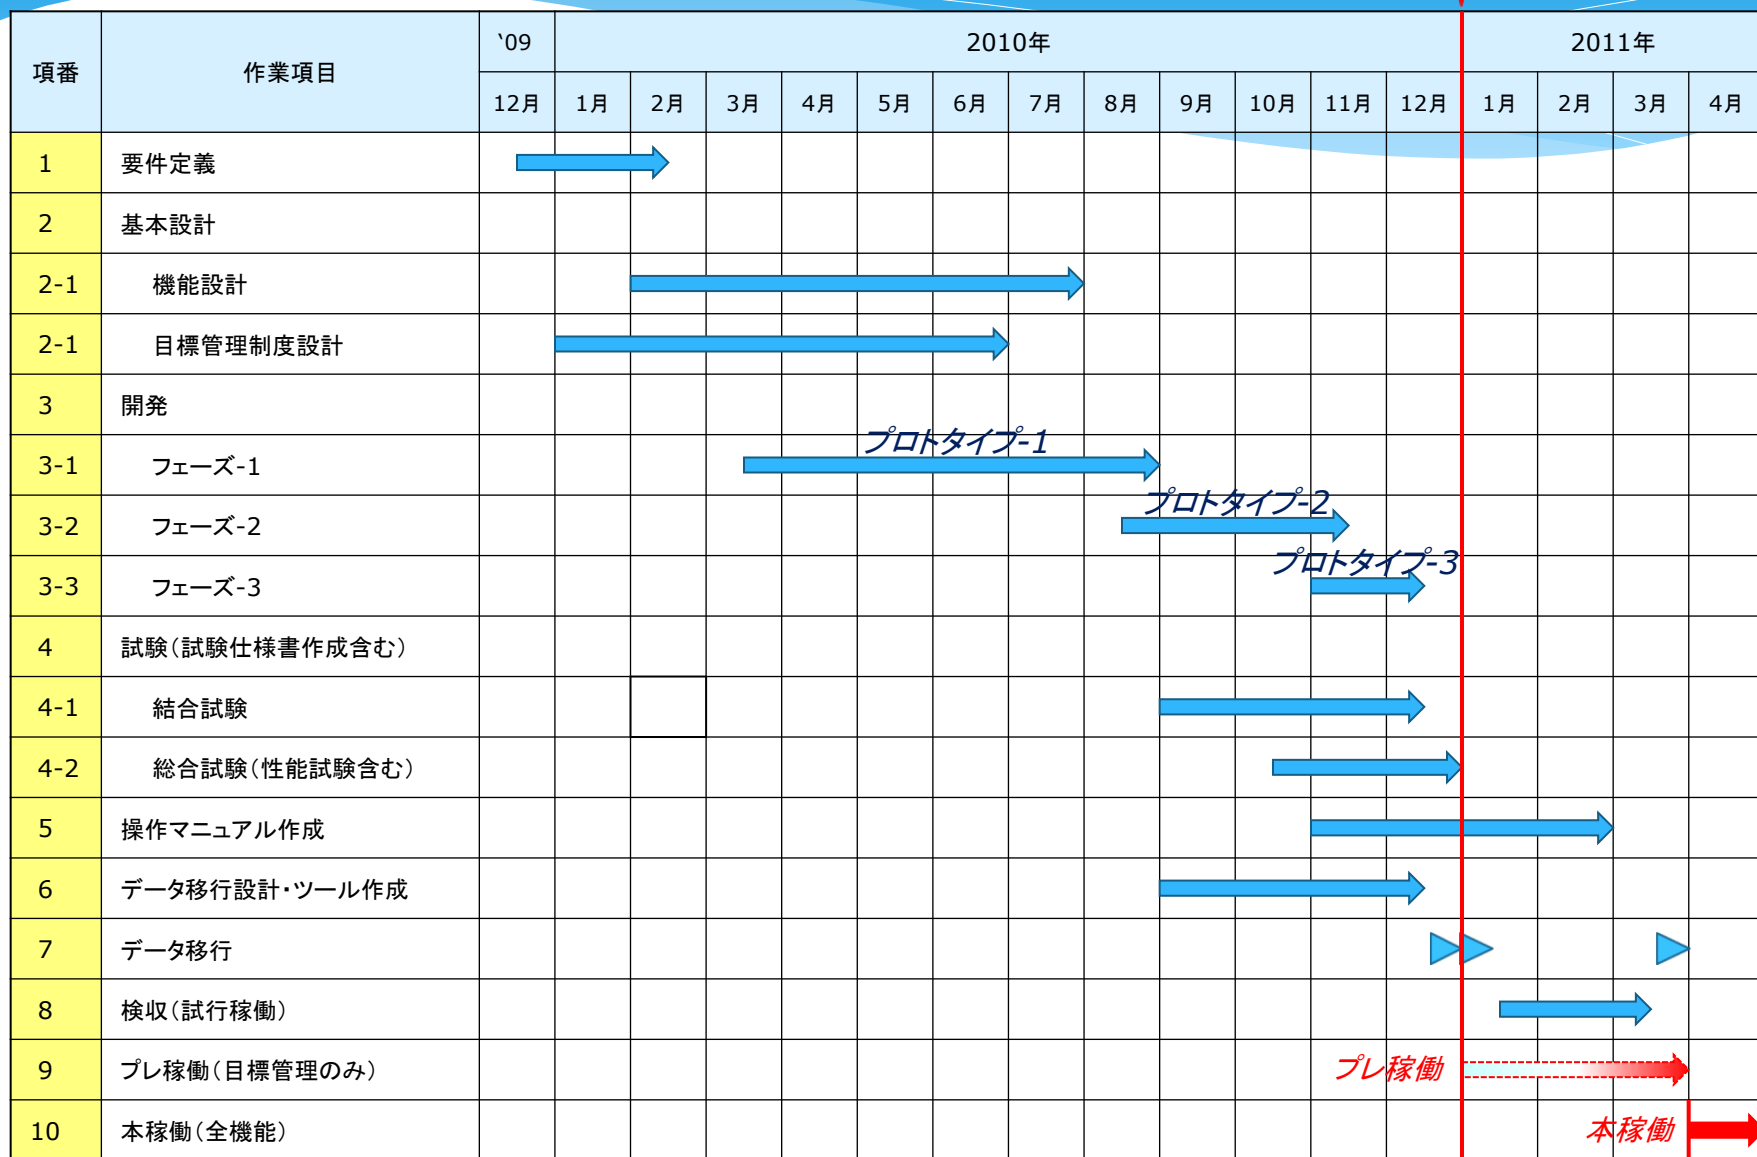 項番 作業項目 `09 2010年 2011年
12月 1月 2月 3月 4月 5月 6月 7月 8月 9月 10月 11月 12月 1月 2月 3月 4月
1 要件定義
2 基本設計
2-1 機能設計
2-1 目標管理制度設計
3 開発
プロトタイプ-1
3-1 フェーズ-1
プロトタイプ-2
3-2 フェーズ-2
プロトタイプ-3
3-3 フェーズ-3
4 試験(試験仕様書作成含む)
4-1 結合試験
4-2 総合試験(性能試験含む)
5 操作マニュアル作成
6 データ移行設計・ツール作成
7 データ移行
8 検収(試行稼働)
9 プレ稼働(目標管理のみ) プレ稼働
10 本稼働(全機能) 本稼働